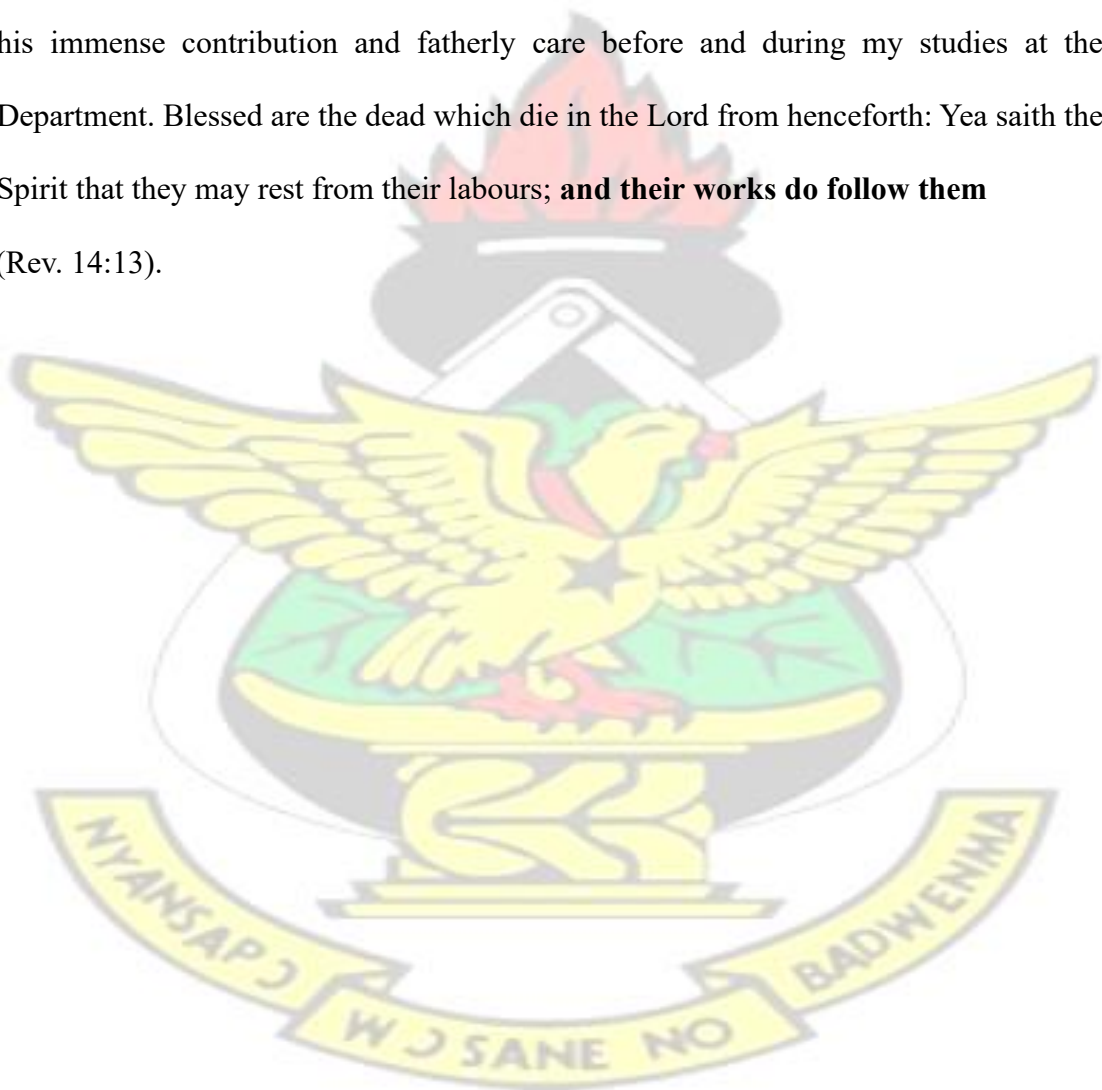 his immense contribution and fatherly care before and during my studies at the
Department. Blessed are the dead which die in the Lord from henceforth: Yea saith the
Spirit that they may rest from their labours; and their works do follow them
(Rev. 14:13).
NYANSAPƆ
WƆSANE NO
BADWENMA